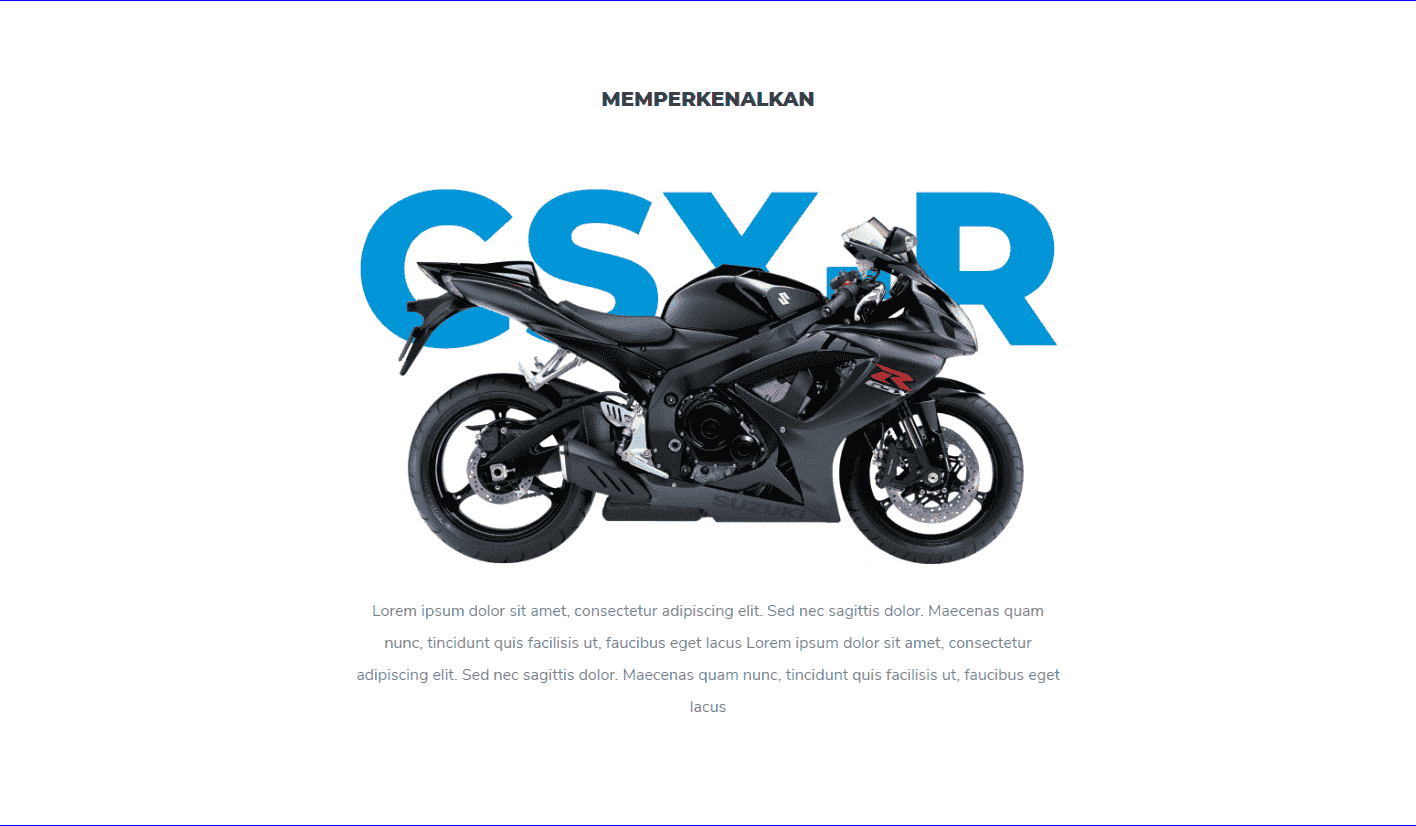 MEMPERKENALKAN
GSX-R
R
GSX
SUZUKI
Lorem ipsum dolor sit amet, consectetur adipiscing elit. Sed nec sagittis dolor. Maecenas quam
nunc, tincidunt quis facilisis ut, faucibus eget lacus Lorem ipsum dolor sit amet, consectetur
adipiscing elit. Sed nec sagittis dolor. Maecenas quam nunc, tincidunt quis facilisis ut, faucibus eget
lacus